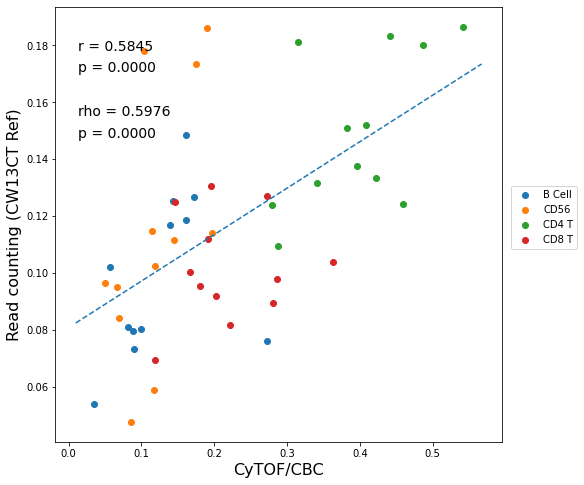 r = 0.5845
p = 0.0000
rho = 0.5976
p = 0.0000
Read counting (CW13CT Ref)
0.18
0.16
0.14
0.12
0.10
0.08
0.06
0.0 0.1 0.2 0.3 0.4 0.5
CyTOF/CBC
B Cell
CD56
CD4 T
CD8 T